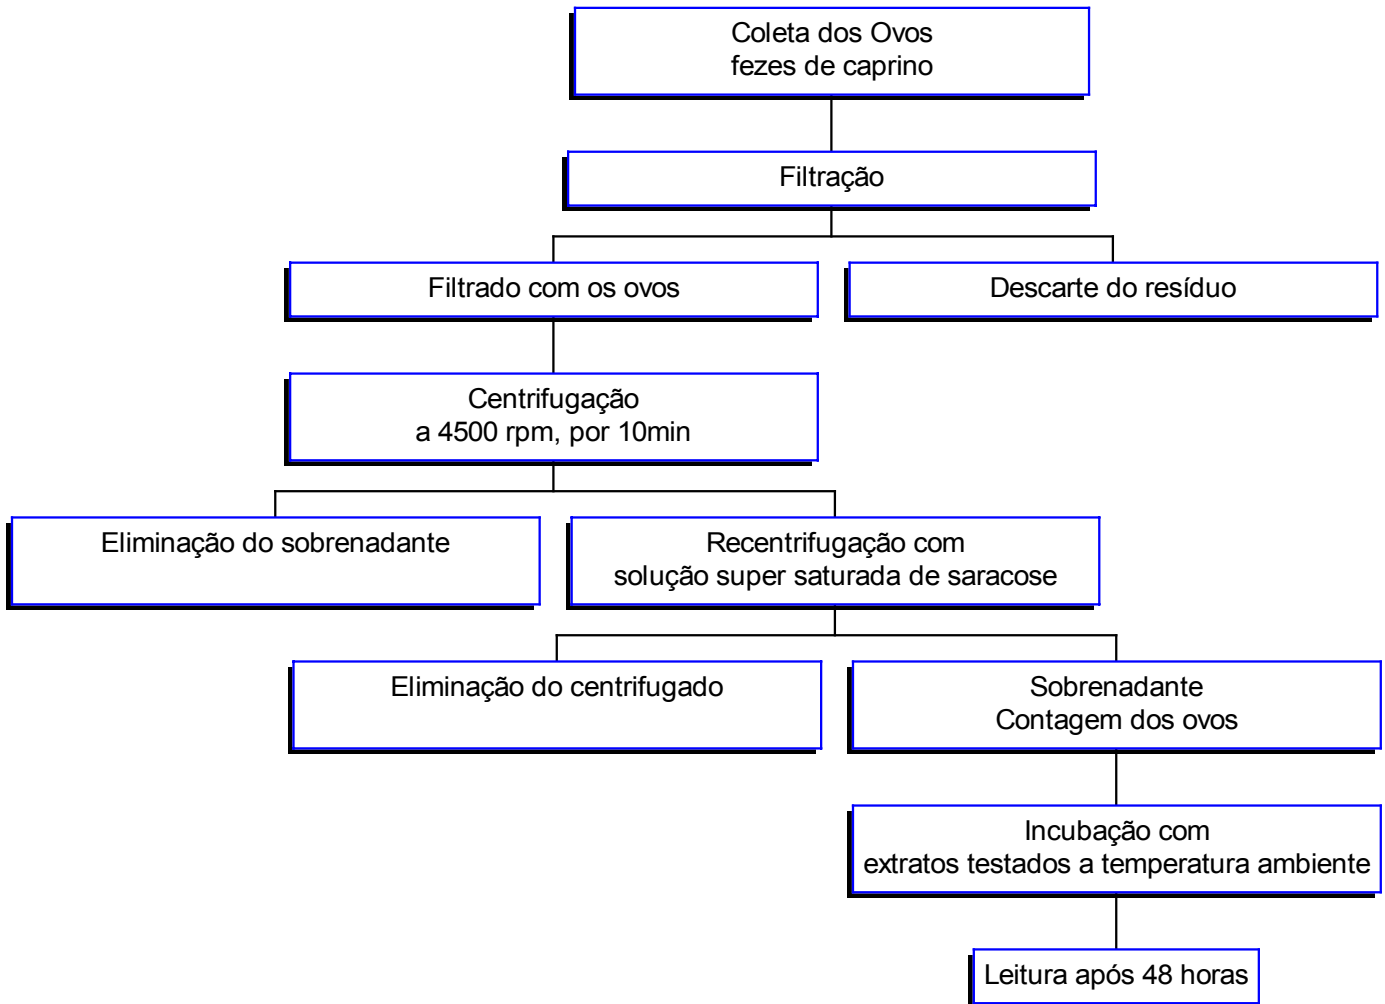 Coleta dos Ovos
fezes de caprino
Filtração
Filtrado com os ovos
Descarte do resíduo
Centrifugação
a 4500 rpm, por 10min
Eliminação do sobrenadante
Recentrifugação com
solução super saturada de saracose
Eliminação do centrifugado
Sobrenadante
Contagem dos ovos
Incubação com
extratos testados a temperatura ambiente
Leitura após 48 horas